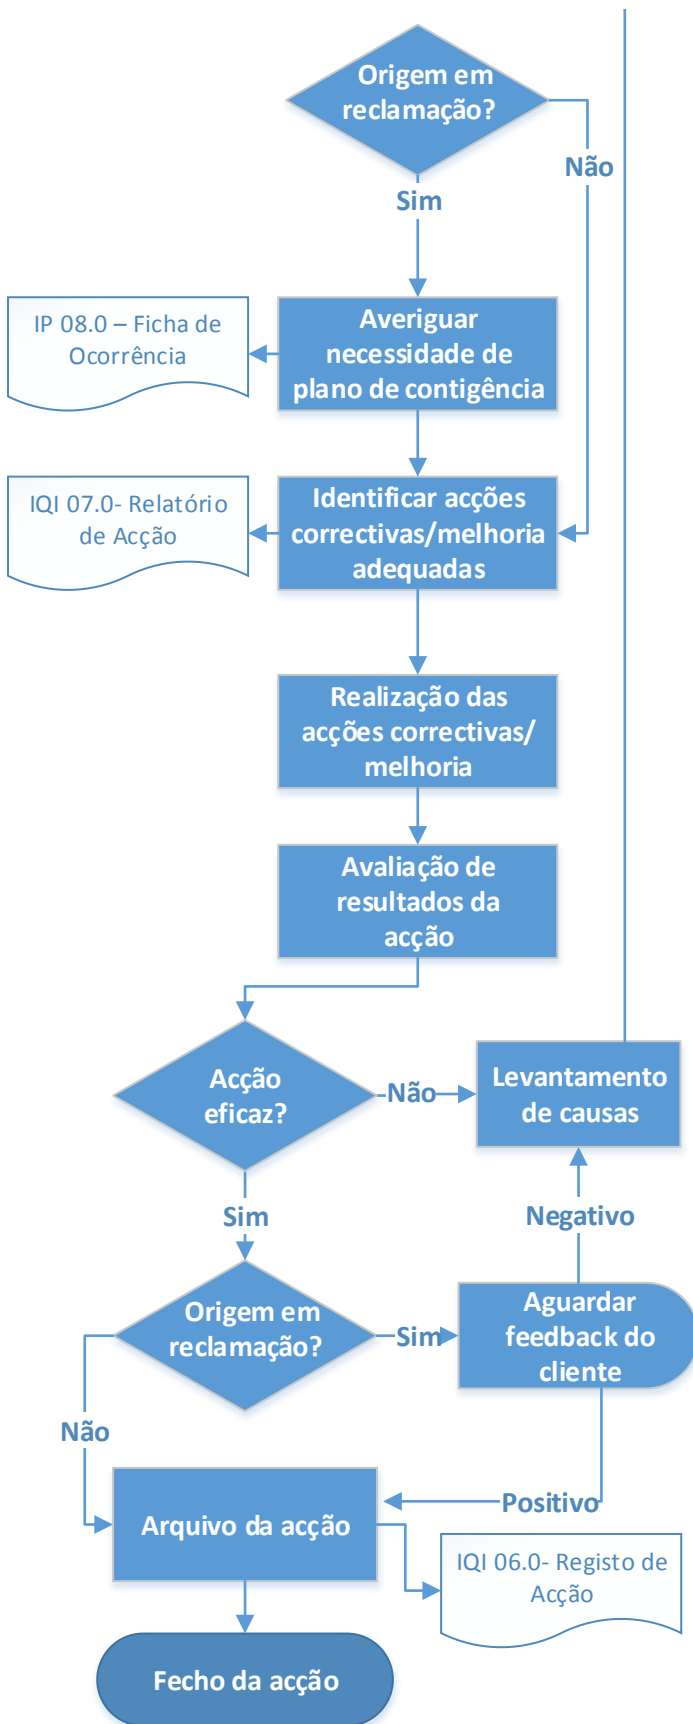 Origem em
reclamação?
Não
Sim
IP 08.0 – Ficha de
Ocorrência
Averiguar
necessidade de
plano de contigência
IQI 07.0- Relatório
de Acção
Identificar acções
correctivas/melhoria
adequadas
Realização das
acções correctivas/
melhoria
Avaliação de
resultados da
acção
Acção
eficaz?
Não
Levantamento
de causas
Sim
Negativo
Origem em
reclamação?
Sim
Aguardar
feedback do
cliente
Não
Positivo
Arquivo da acção
IQI 06.0- Registo de
Acção
Fecho da acção